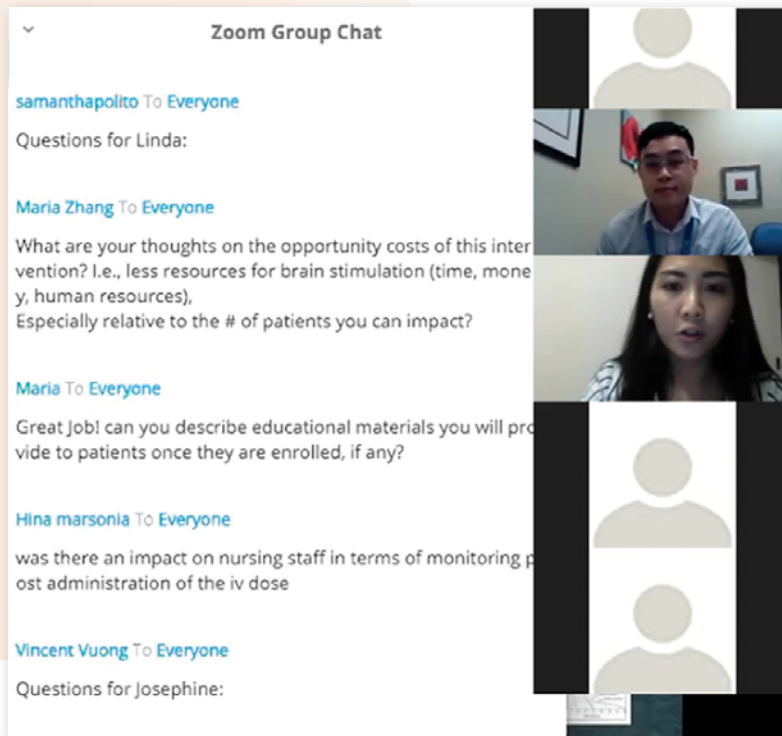 Zoom Group Chat
samanthapolito To Everyone
Questions for Linda:
Maria Zhang To Everyone
What are your thoughts on the opportunity costs of this inter
vention? I.e., less resources for brain stimulation (time, mone
y, human resources),
Especially relative to the # of patients you can impact?
Maria To Everyone
Great Job! can you describe educational materials you will pro
vide to patients once they are enrolled, if any?
Hina marsonia To Everyone
was there an impact on nursing staff in terms of monitoring p
ost administration of the iv dose
Vincent Vuong To Everyone
Questions for Josephine: